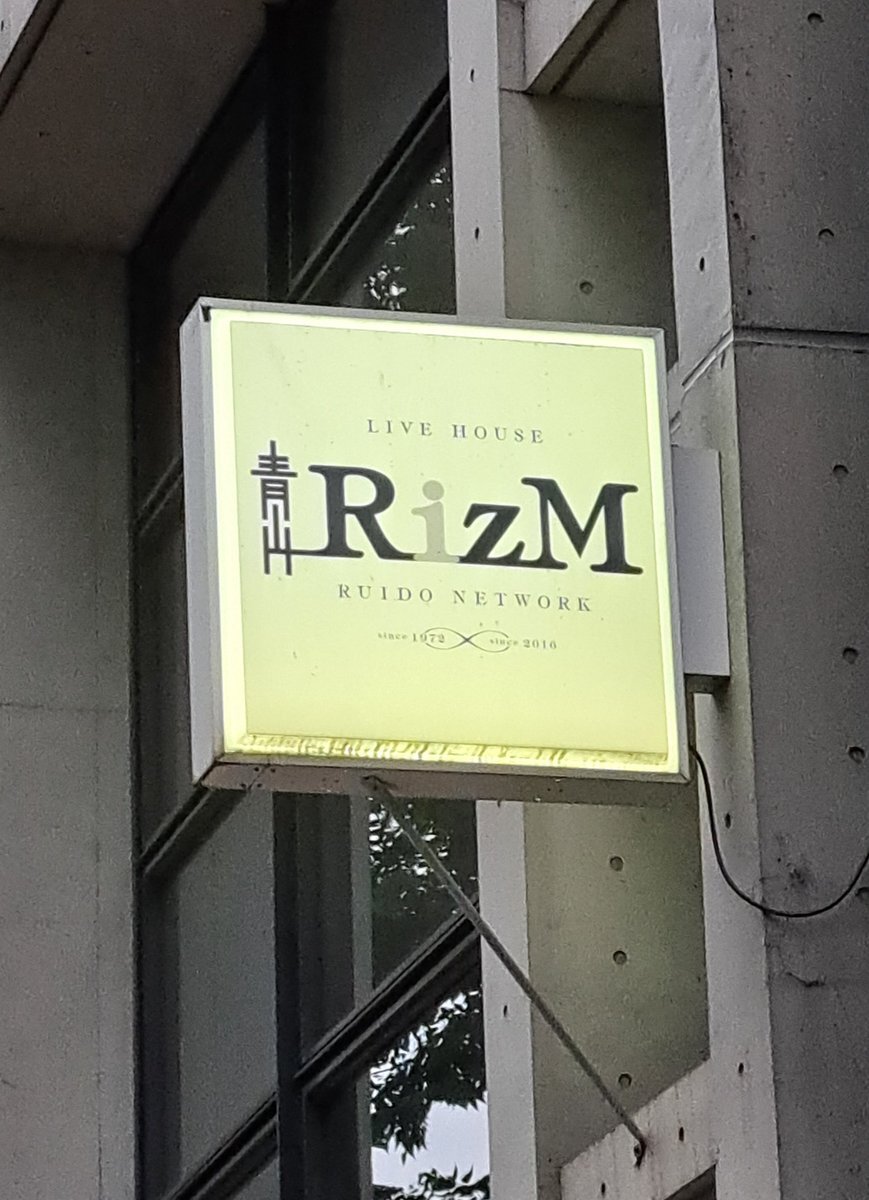 LIVE HOUSE
青山RizM
RUIDO NETWORK
since 1972 since 2016